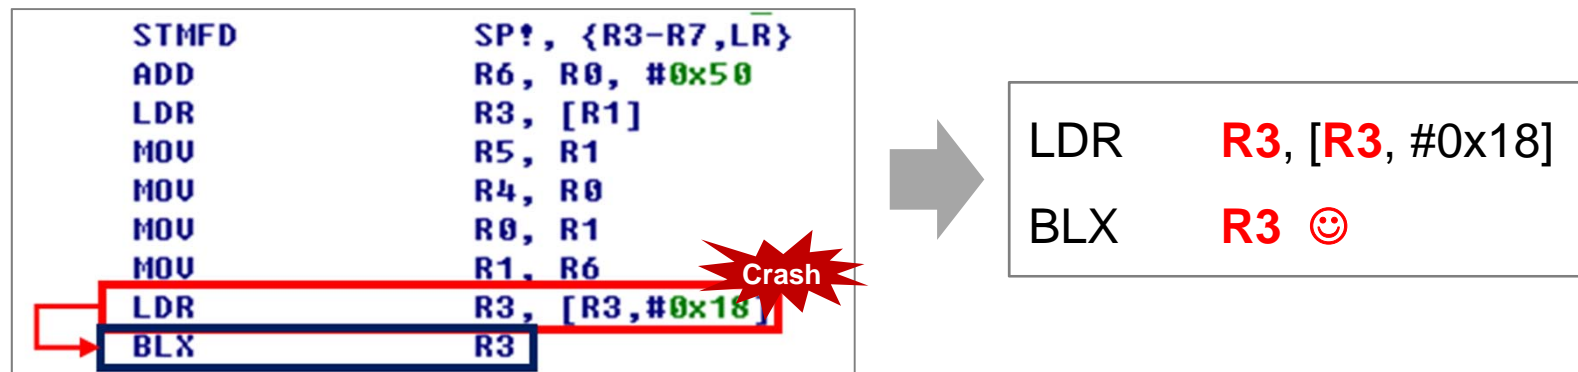 STMFD SP!, {R3-R7,LR}
ADD R6, R0, #0x50
LDR R3, [R1]
MOV R5, R1
MOV R4, R0
MOV R0, R1
MOV R1, R6
Crash
LDR R3, [R3,#0x18]
BLX R3
LDR R3, [R3, #0x18]
BLX R3 ☺